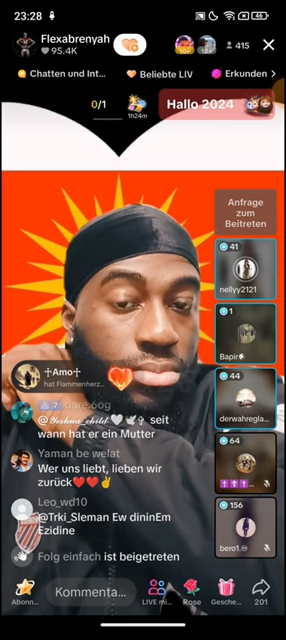 23:28
46
Flexabrenyah
95.4K
415
Chatten und Int...
Beliebte LIV
Erkunden >
0/1
1h24m
Hallo 2024
Anfrage
zum
Beitreten
41
nellyy2121
1
Bapir
44
derwahregla...
64
156
bero1.
♱Amo♱
hat Flammenherz...
@𝒴𝑜𝓈𝒽𝓊𝒶_𝒸𝒽𝒾𝓁𝒹 🤍🕊✞ seit
wann hat er ein Mutter
Yaman be welat
Wer uns liebt, lieben wir
zurück❤️❤️✌️
Leo_wd10
@Trki_Sleman Ew dininEm
Ezidine
Folg einfach ist beigetreten
Abonn...
Kommenta...
LIVE mi...
Rose
Gesche...
201